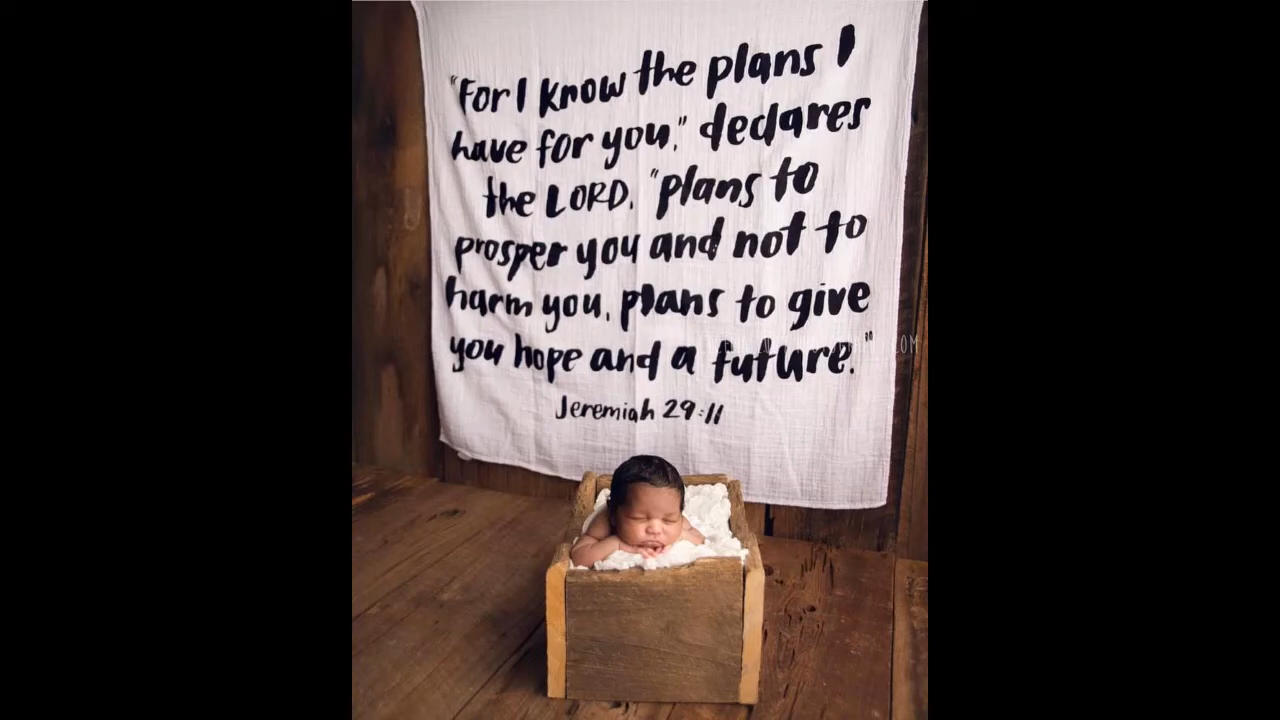 "For I know the plans I
have for you," declares
the LORD, "plans to
prosper you and not to
harm you, plans to give
you hope and a future."
Jeremiah 29:11